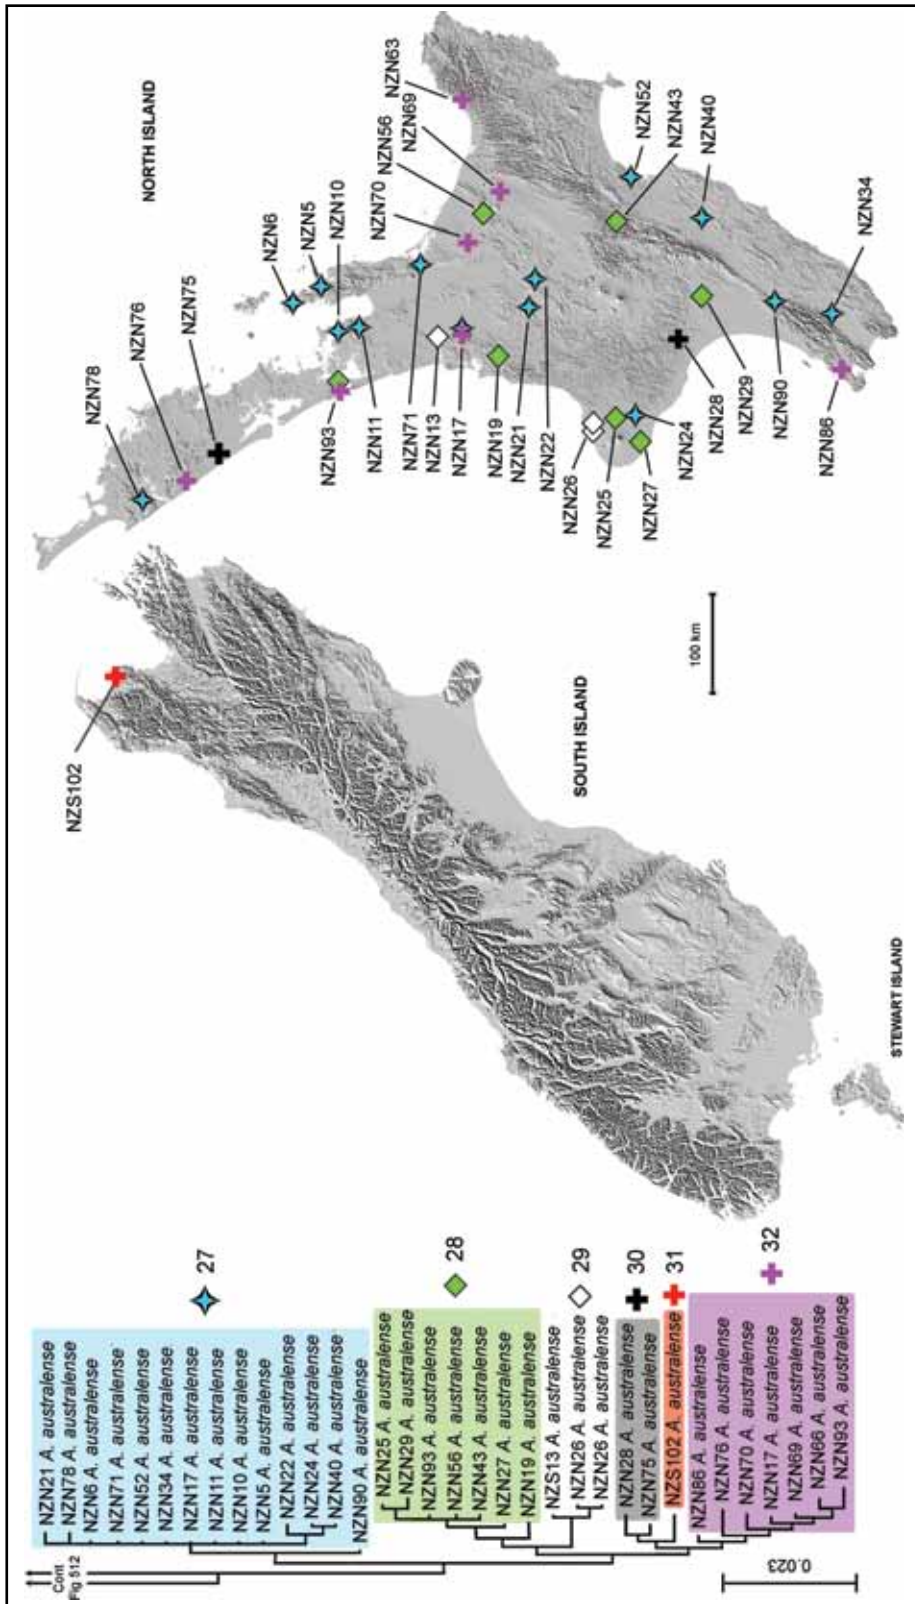 Cont
Fig 512
NZN21 A. australense
NZN78 A. australense
NZN6 A. australense
NZN71 A. australense
NZN52 A. australense
NZN34 A. australense
NZN17 A. australense
NZN11 A. australense
NZN10 A. australense
NZN5 A. australense
NZN22 A. australense
NZN24 A. australense
NZN40 A. australense
NZN90 A. australense
27
NZN25 A. australense
NZN29 A. australense
NZN93 A. australense
NZN56 A. australense
NZN43 A. australense
NZN27 A. australense
NZN19 A. australense
28
NZS13 A. australense
NZN26 A. australense
NZN26 A. australense
29
NZN28 A. australense
NZN75 A. australense
30
NZS102 A. australense
31
NZN86 A. australense
NZN76 A. australense
NZN70 A. australense
NZN17 A. australense
NZN69 A. australense
NZN66 A. australense
NZN93 A. australense
32
0.023
NZS102
SOUTH ISLAND
STEWART ISLAND
100 km
NORTH ISLAND
NZN78
NZN76
NZN75
NZN6
NZN5
NZN10
NZN70
NZN56
NZN69
NZN63
NZN93
NZN11
NZN71
NZN13
NZN17
NZN19
NZN21
NZN22
NZN26
NZN25
NZN27
NZN24
NZN28
NZN29
NZN90
NZN86
NZN52
NZN43
NZN40
NZN34